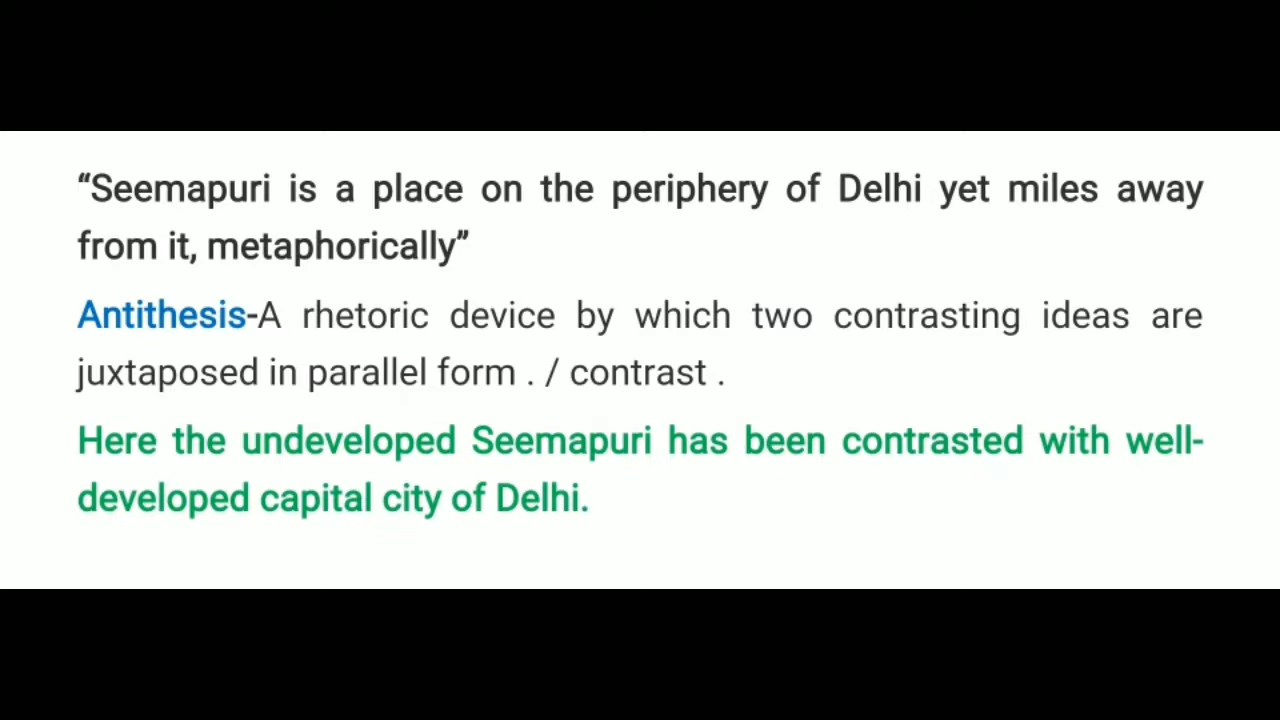 “Seemapuri is a place on the periphery of Delhi yet miles away
from it, metaphorically”
Antithesis-A rhetoric device by which two contrasting ideas are
juxtaposed in parallel form . / contrast .
Here the undeveloped Seemapuri has been contrasted with well-
developed capital city of Delhi.